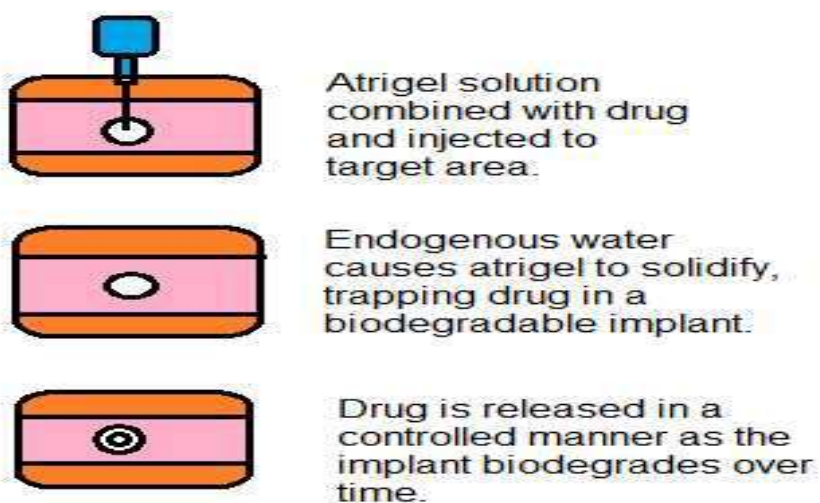 Atrigel solution
combined with drug
and injected to
target area.
Endogenous water
causes atrigel to solidify,
trapping drug in a
biodegradable implant.
Drug is released in a
controlled manner as the
implant biodegrades over
time.